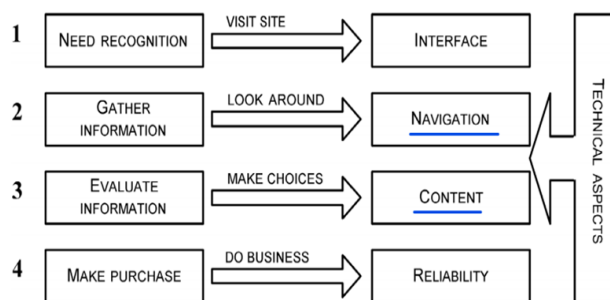 1 NEED RECOGNITION VISIT SITE INTERFACE
2 GATHER INFORMATION LOOK AROUND NAVIGATION
3 EVALUATE INFORMATION MAKE CHOICES CONTENT
4 MAKE PURCHASE DO BUSINESS RELIABILITY
TECHNICAL ASPECTS